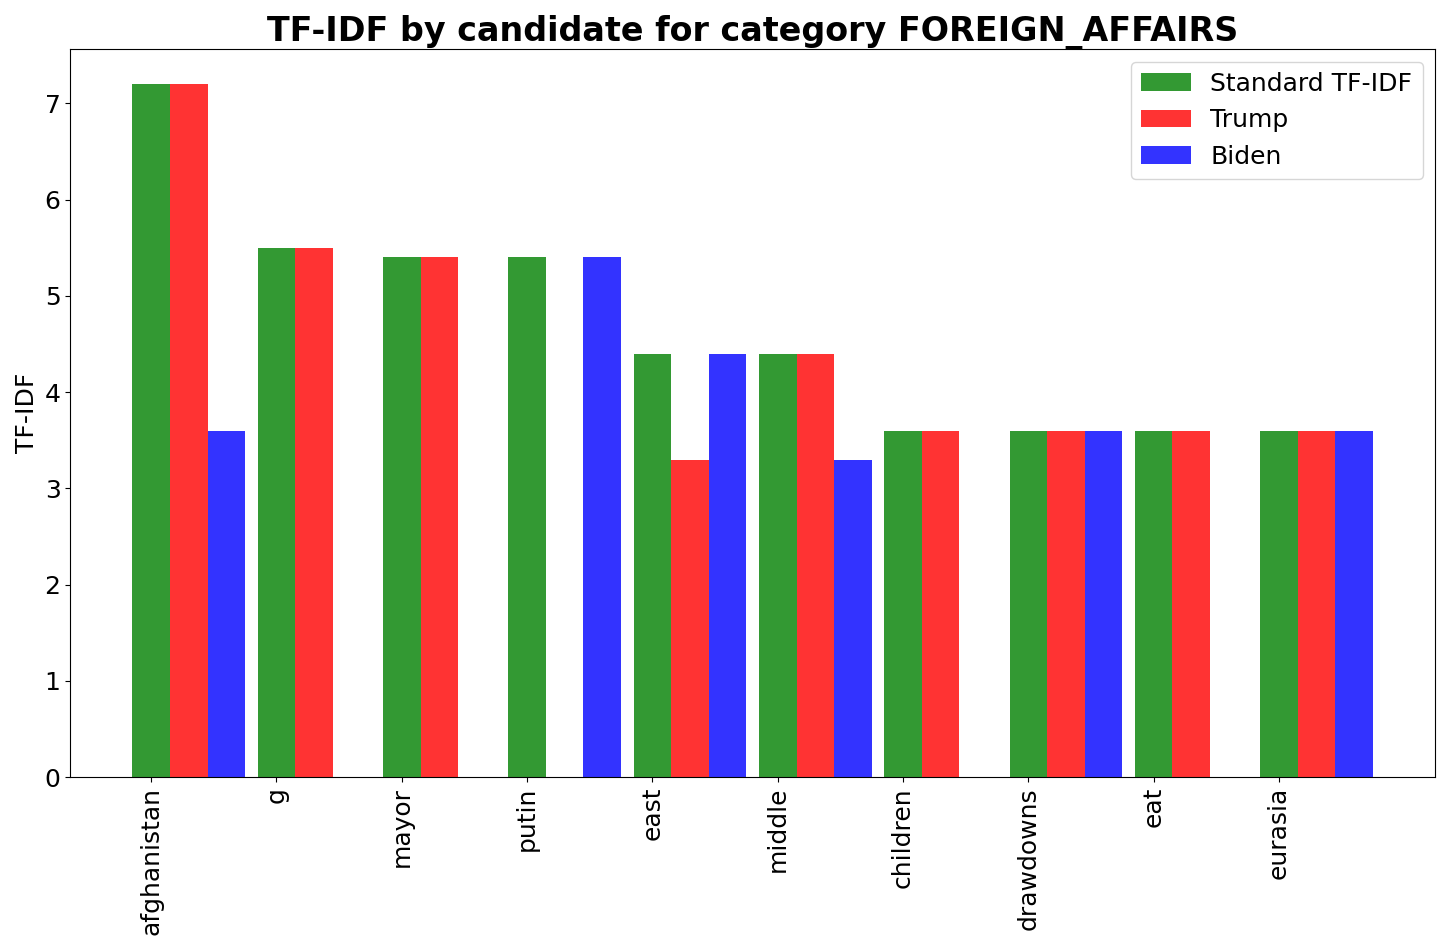 TF-IDF by candidate for category FOREIGN_AFFAIRS
Standard TF-IDF
Trump
Biden
TF-IDF
7
6
5
4
3
2
1
0
afghanistan
g
mayor
putin
east
middle
children
drawdowns
eat
eurasia